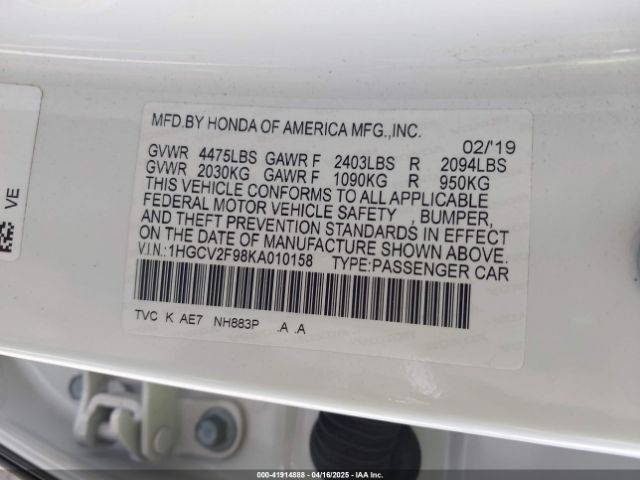 VE
MFD.BY HONDA OF AMERICA MFG.,INC.
02/'19
GVWR 4475LBS GAWR F 2403LBS R 2094LBS
GVWR 2030KG GAWR F 1090KG R 950KG
THIS VEHICLE CONFORMS TO ALL APPLICABLE
FEDERAL MOTOR VEHICLE SAFETY , BUMPER,
AND THEFT PREVENTION STANDARDS IN EFFECT
ON THE DATE OF MANUFACTURE SHOWN ABOVE.
V.I.N.:1HGCV2F98KA010158 TYPE:PASSENGER CAR
TVC K AE7 NH883P .A .A
000-41914888 - 04/16/2025 - IAAI, Inc.